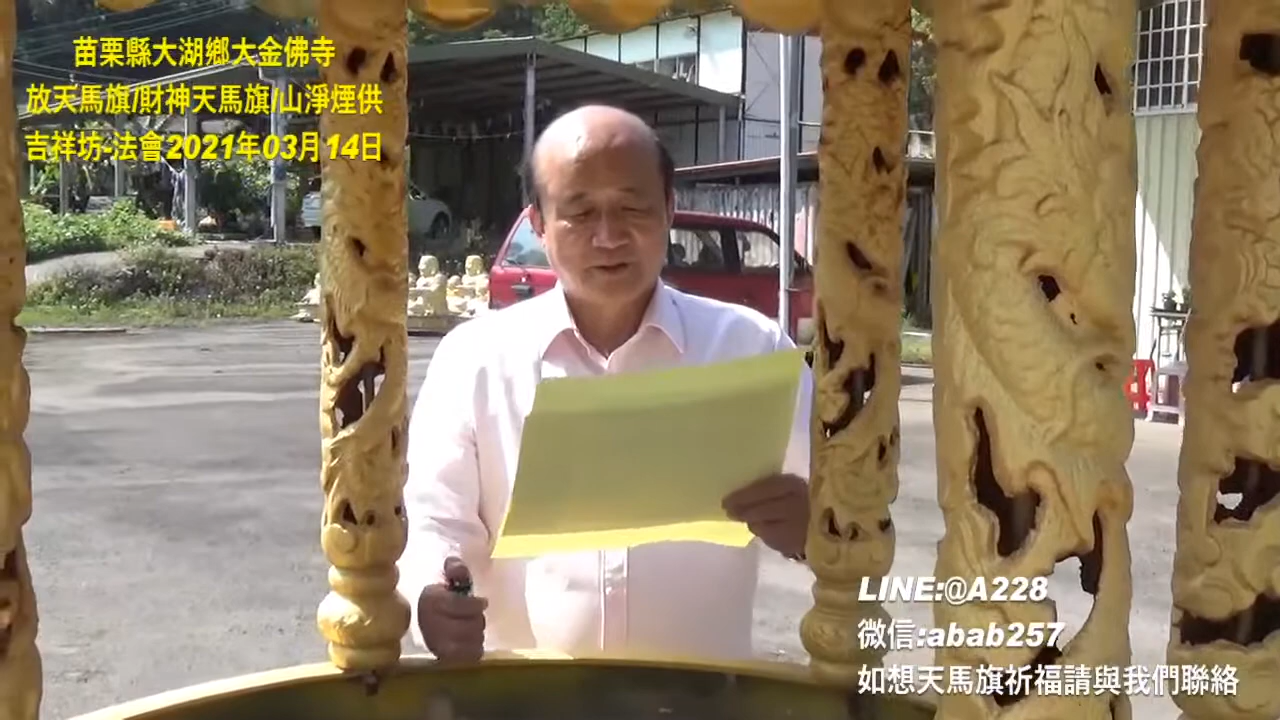 苗栗縣大湖鄉大金佛寺
放天馬旗/財神天馬旗/山淨煙供
吉祥坊-法會2021年03月14日
LINE:@A228
微信:abab257
如想天馬旗祈福請與我們聯絡